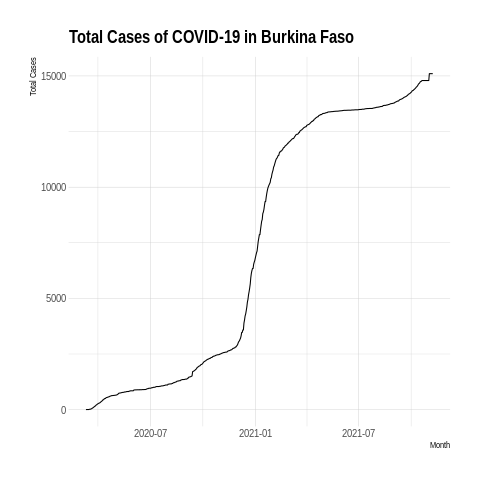 Total Cases of COVID-19 in Burkina Faso
Total Cases
15000
10000
5000
0
2020-07
2021-01
2021-07
Month